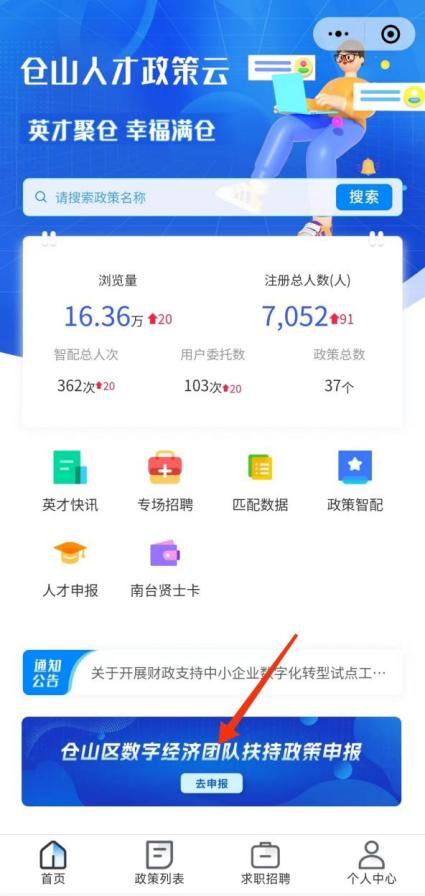 仓山人才政策云
英才聚仓 幸福满仓
请搜索政策名称 搜索
浏览量 注册总人数(人)
16.36万 20 7,052 91
智配总人次 用户委托数 政策总数
362次 20 103次 20 37个
英才快讯 专场招聘 匹配数据 政策智配
人才申报 南台贤士卡
通知
公告
关于开展财政支持中小企业数字化转型试点工…
仓山区数字经济团队扶持政策申报
去申报
首页 政策列表 求职招聘 个人中心